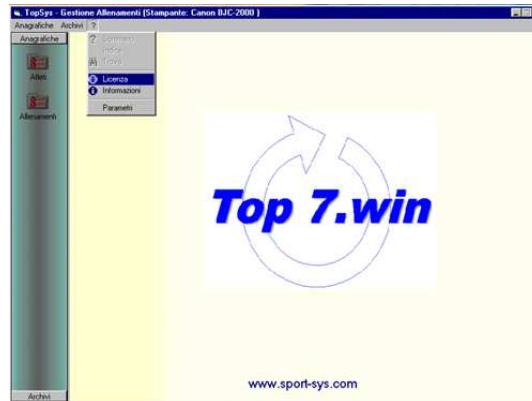 TopSys - Gestione Allenamenti (Stampante: Canon BJC-2000 )
Anagrafiche Archivi ?
Anagrafiche
Atleti
Allenamenti
? Sommario
Indice
Trova
Licenza
Informazioni
Parametri
Top 7.win
www.sport-sys.com
Archivi